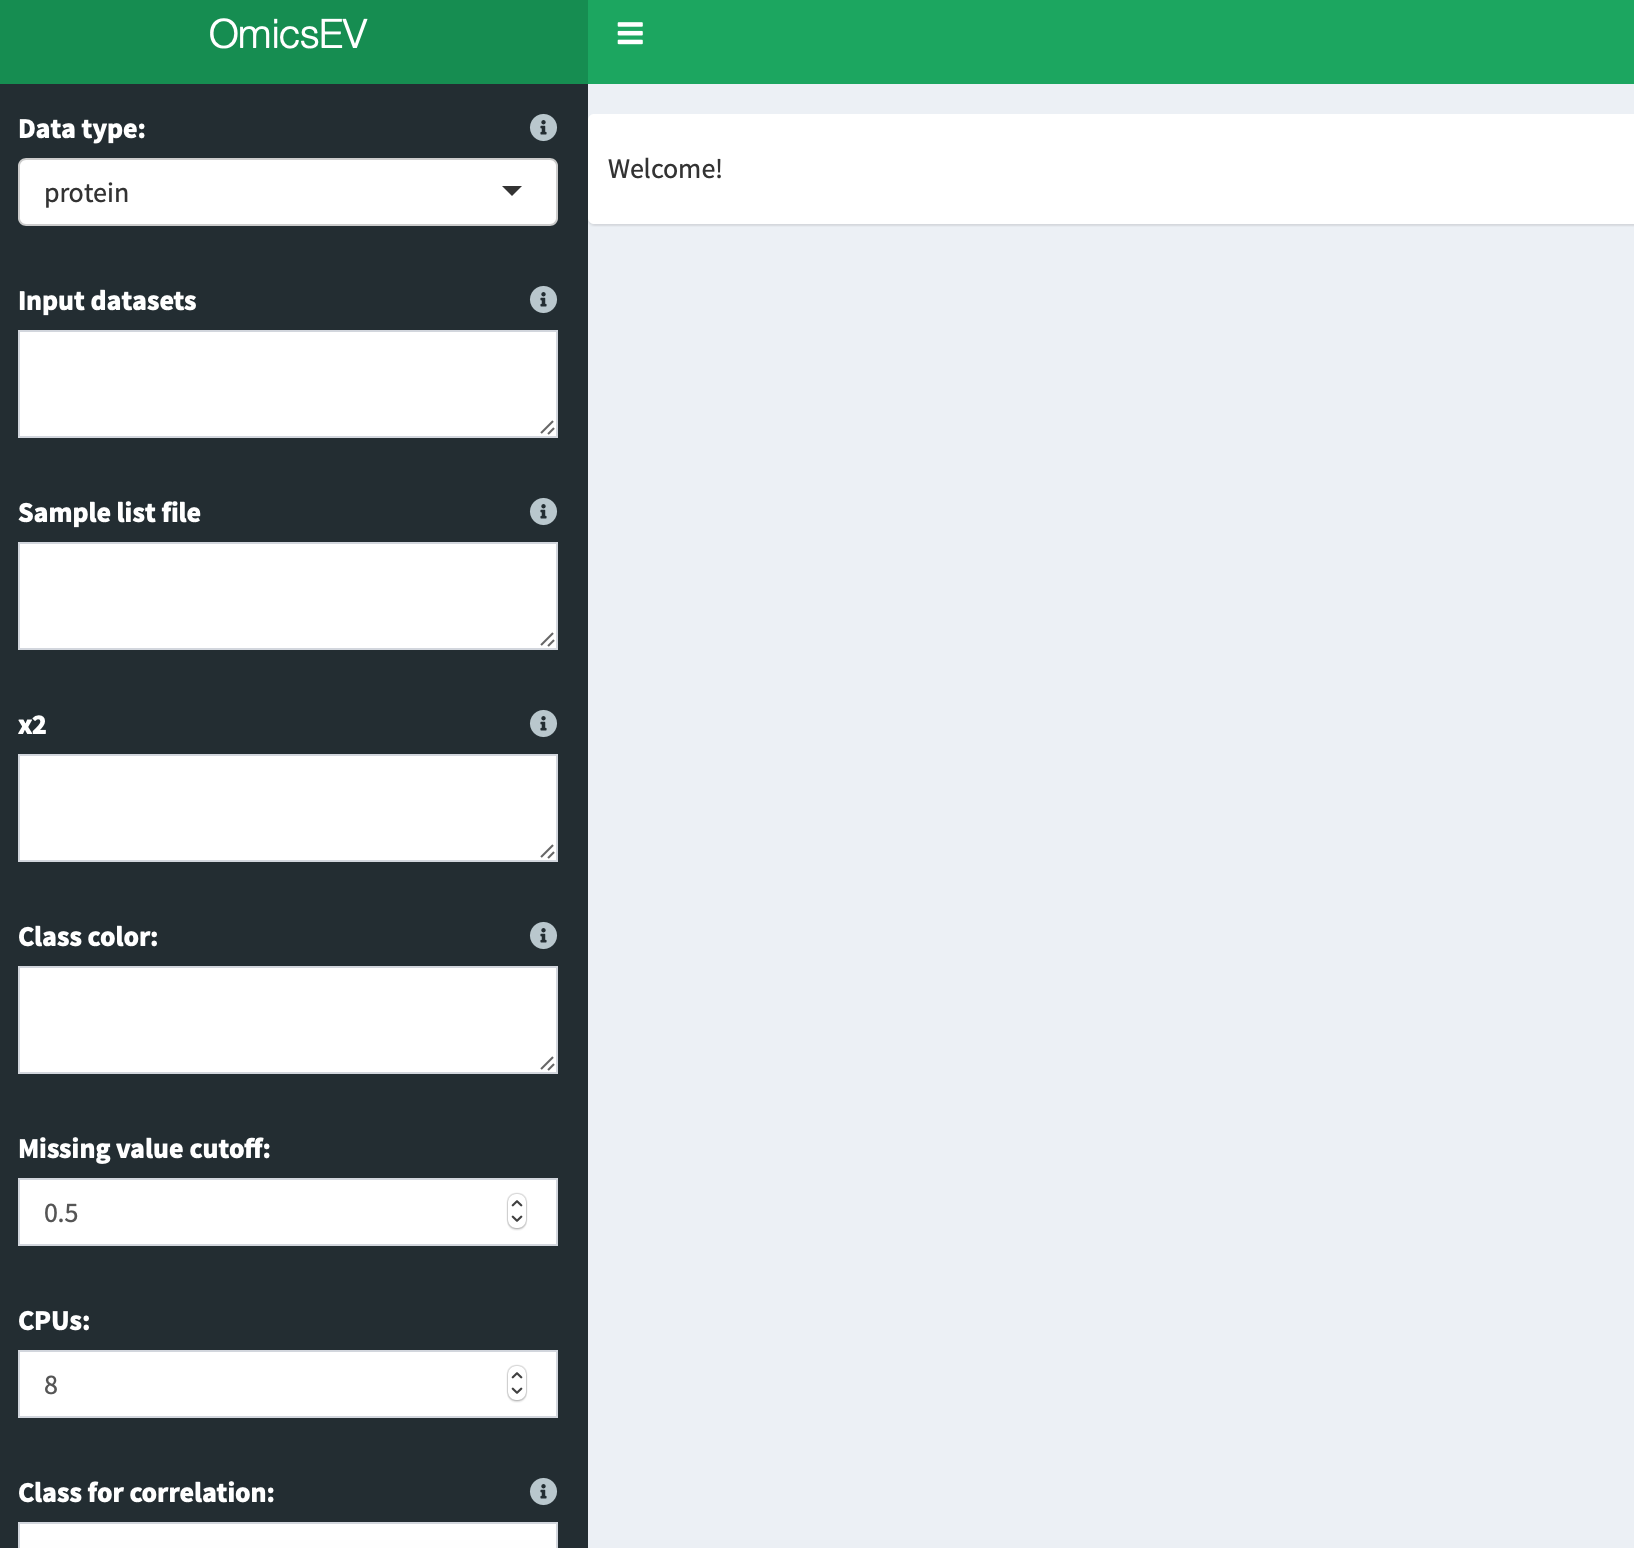 OmicsEV
Data type:
protein
Welcome!
Input datasets
Sample list file
x2
Class color:
Missing value cutoff:
0.5
CPUs:
8
Class for correlation: